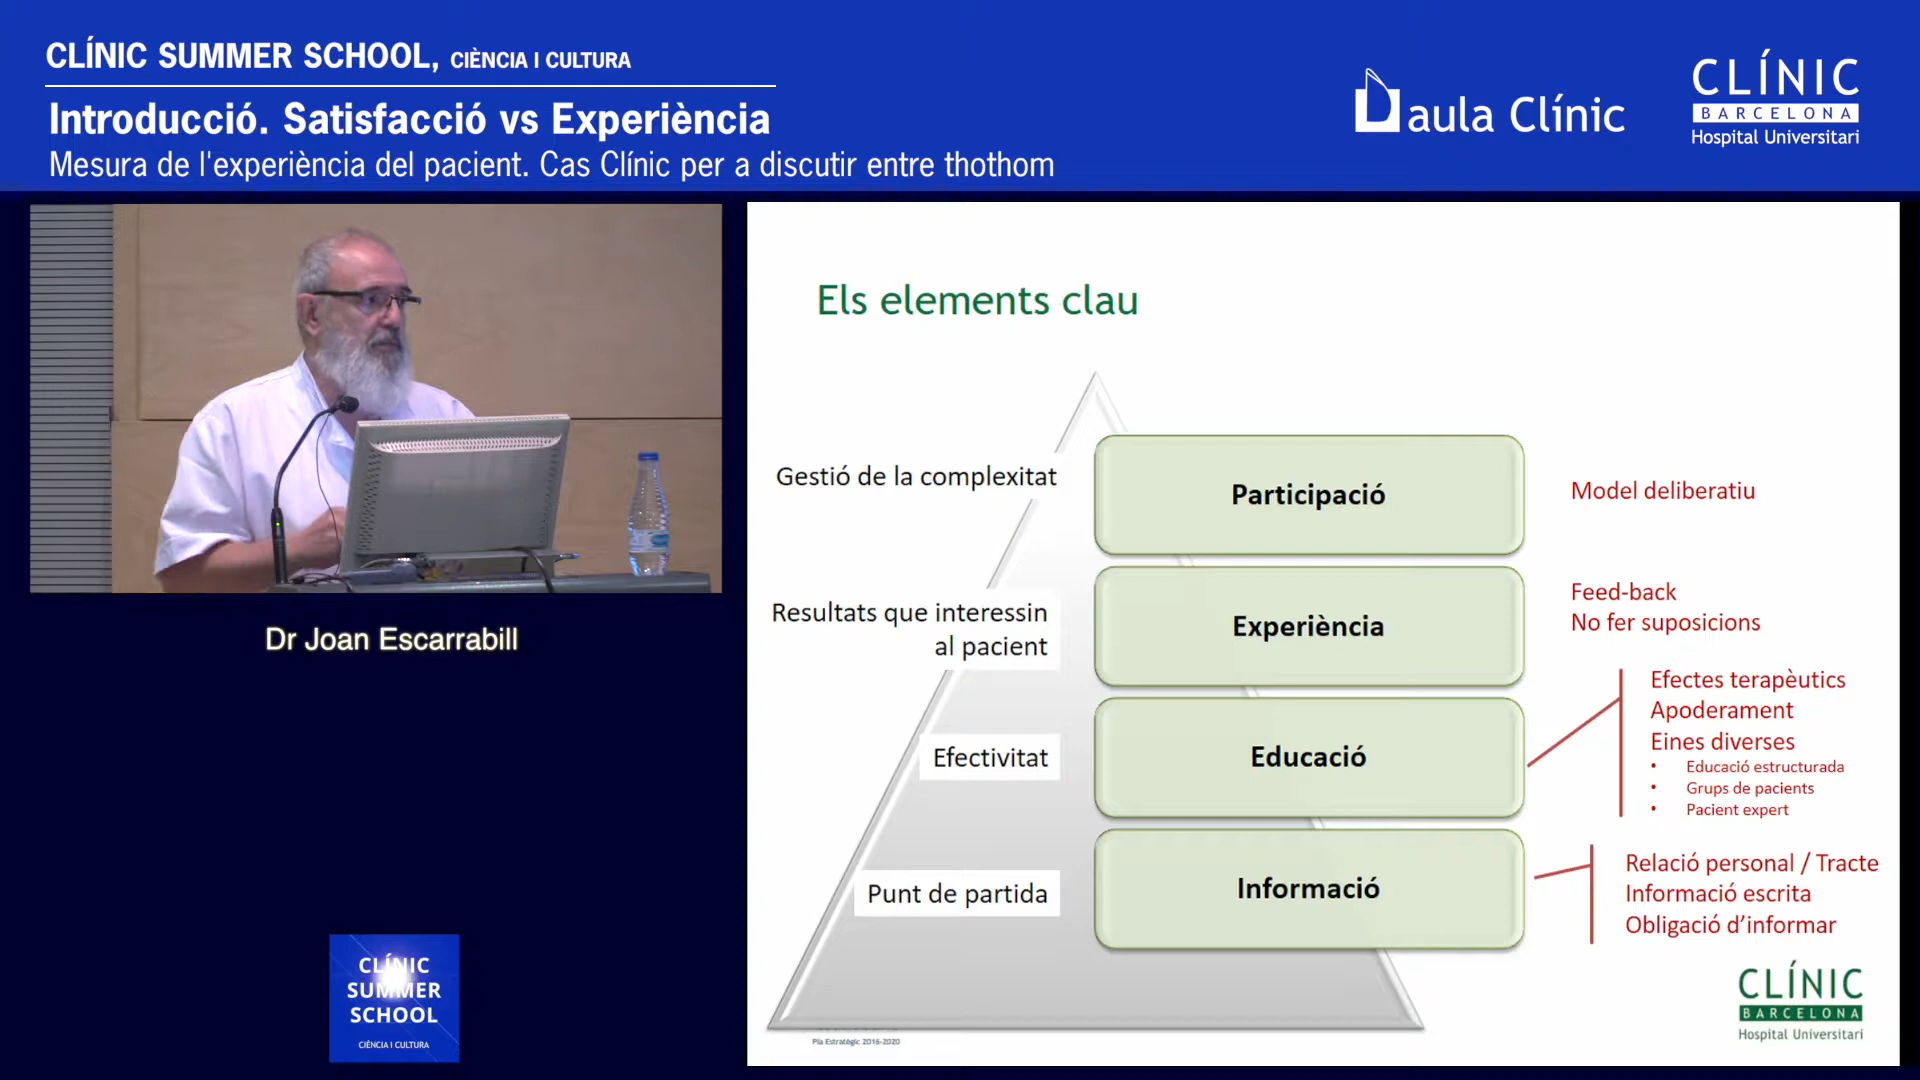 CLÍNIC SUMMER SCHOOL, CIÈNCIA I CULTURA
Introducció. Satisfacció vs Experiència
Mesura de l'experiència del pacient. Cas Clínic per a discutir entre thothom
aula Clínic
CLÍNIC
BARCELONA
Hospital Universitari
Dr Joan Escarrabill
CLÍNIC
SUMMER
SCHOOL
CIÈNCIA I CULTURA
Els elements clau
Gestió de la complexitat
Participació
Model deliberatiu
Resultats que interessin
al pacient
Experiència
Feed-back
No fer suposicions
Efectivitat
Educació
Efectes terapèutics
Apoderament
Eines diverses
• Educació estructurada
• Grups de pacients
• Pacient expert
Punt de partida
Informació
Relació personal / Tracte
Informació escrita
Obligació d'informar
Pla Estratègic 2016-2020
CLÍNIC
BARCELONA
Hospital Universitari